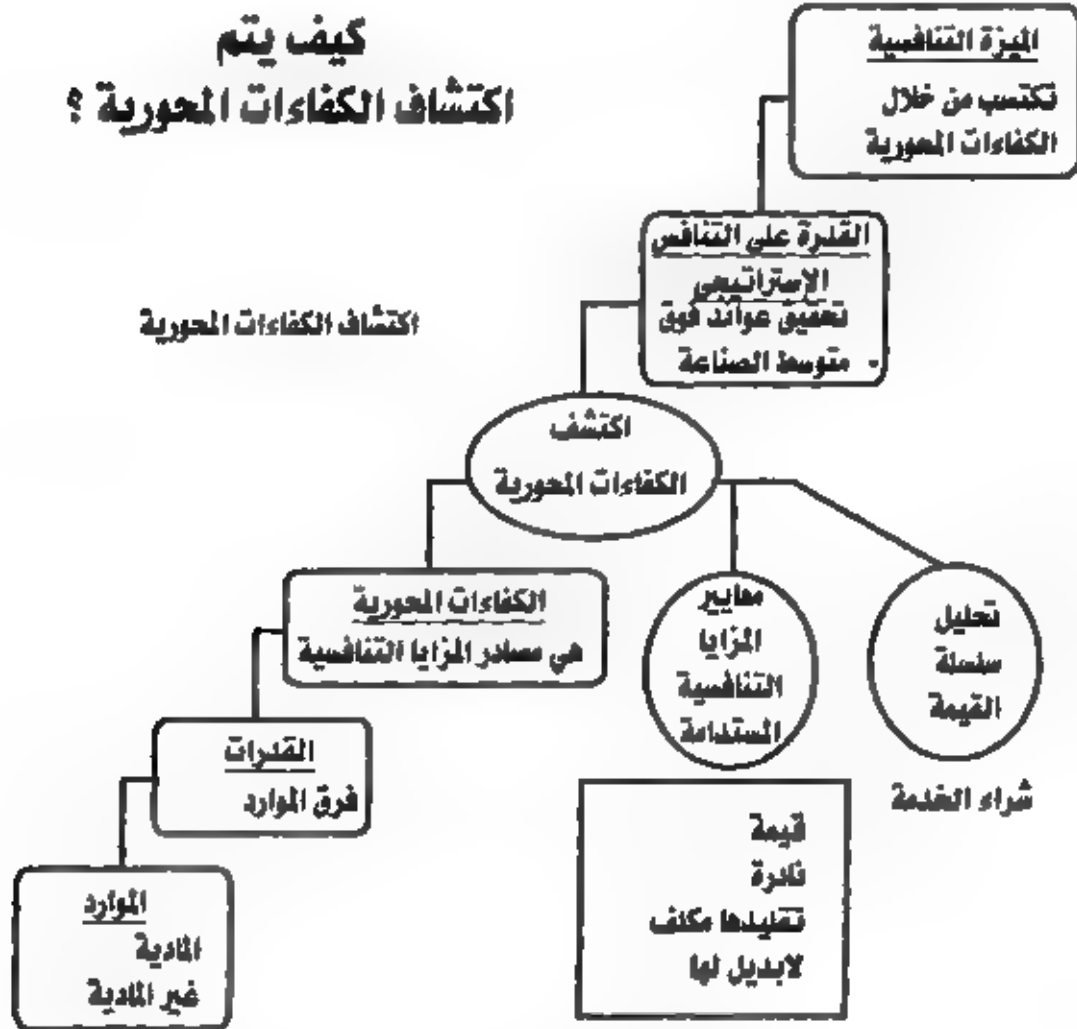 كيف يتم
اكتشاف الكفاءات المحورية ؟
الميزة التنافسية
تكتسب من خلال
الكفاءات المحورية
القدرة على التنافس
الإستراتيجي
تحقيق عوائد فوق
متوسط الصناعة
اكتشاف الكفاءات المحورية
اكتشف
الكفاءات المحورية
الكفاءات المحورية
هي مصادر المزايا التنافسية
معايير
المزايا
التنافسية
المستدامة
تحليل
سلسلة
القيمة
شراء الخدمة
القدرات
فرق الموارد
قيمة
نادرة
تقليدها مكلف
لابديل لها
الموارد
المادية
غير المادية